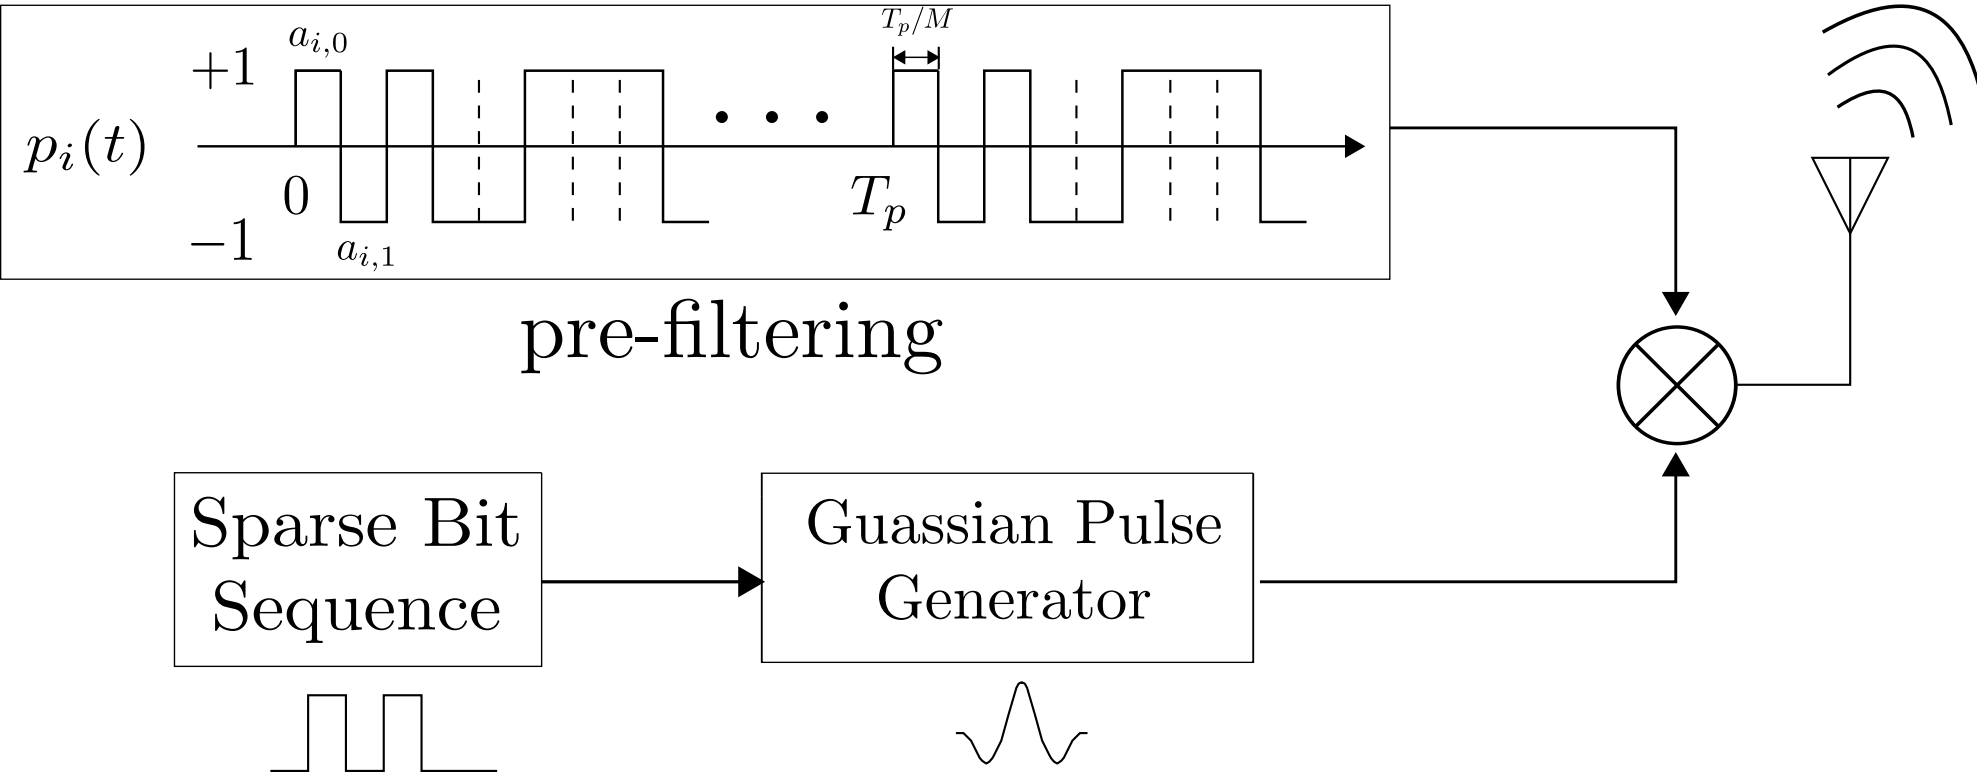 T_p/M
a_{i,0}
+1
p_i(t)
0
T_p
−1
a_{i,1}
pre-filtering
Sparse Bit
Sequence
Guassian Pulse
Generator